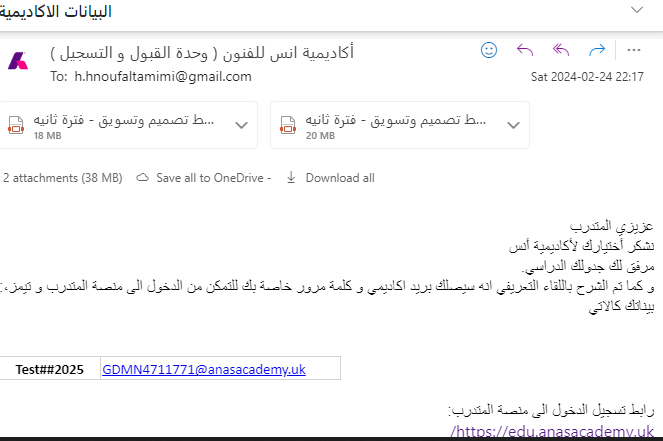 البيانات الاكاديمية
أكاديمية انس للفنون ( وحدة القبول و التسجيل )
To: h.hnoufaltamimi@gmail.com
Sat 2024-02-24 22:17
ط تصميم وتسويق - فترة ثانيه...
18 MB
ط تصميم وتسويق - فترة ثانيه...
20 MB
2 attachments (38 MB)
Save all to OneDrive -
Download all
عزيزي المتدرب
نشكر أختيارك لأكاديمية أنس
مرفق لك جدولك الدراسي.
و كما تم الشرح باللقاء التعريفي انه سيصلك بريد اكاديمي و كلمة مرور خاصة بك للتمكن من الدخول الى منصة المتدرب و تيمز،:
بيناتك كالاتي
Test##2025
GDMN4711771@anasacademy.uk
رابط تسجيل الدخول الى منصة المتدرب:
https://edu.anasacademy.uk/